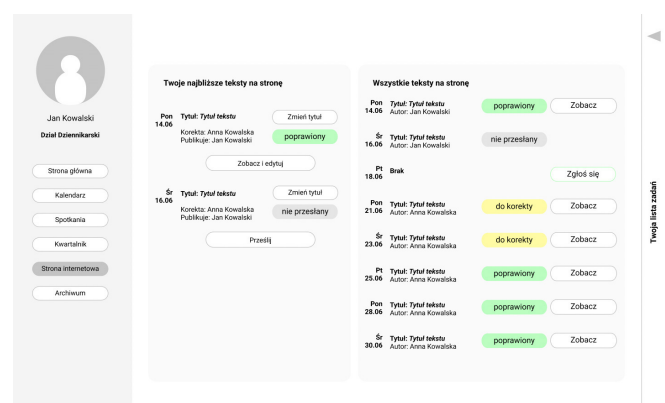 Jan Kowalski
Dział Dziennikarski
Strona główna
Kalendarz
Spotkania
Kwartalnik
Strona internetowa
Archiwum
Twoje najbliższe teksty na stronę
Pon Tytuł: Tytuł tekstu Zmień tytuł
14.06
Korekta: Anna Kowalska poprawiony
Publikuje: Jan Kowalski
Zobacz i edytuj
Śr Tytuł: Tytuł tekstu Zmień tytuł
16.06
Korekta: Anna Kowalska nie przesłany
Publikuje: Jan Kowalski
Prześlij
Wszystkie teksty na stronę
Pon Tytuł: Tytuł tekstu poprawiony Zobacz
14.06 Autor: Jan Kowalski
Śr Tytuł: Tytuł tekstu nie przesłany
16.06 Autor: Jan Kowalski
Pt Brak Zgłoś się
18.06
Pon Tytuł: Tytuł tekstu do korekty Zobacz
21.06 Autor: Anna Kowalska
Śr Tytuł: Tytuł tekstu do korekty Zobacz
23.06 Autor: Anna Kowalska
Pt Tytuł: Tytuł tekstu poprawiony Zobacz
25.06 Autor: Anna Kowalska
Pon Tytuł: Tytuł tekstu poprawiony Zobacz
28.06 Autor: Anna Kowalska
Śr Tytuł: Tytuł tekstu poprawiony Zobacz
30.06 Autor: Anna Kowalska
Twoja lista zadań